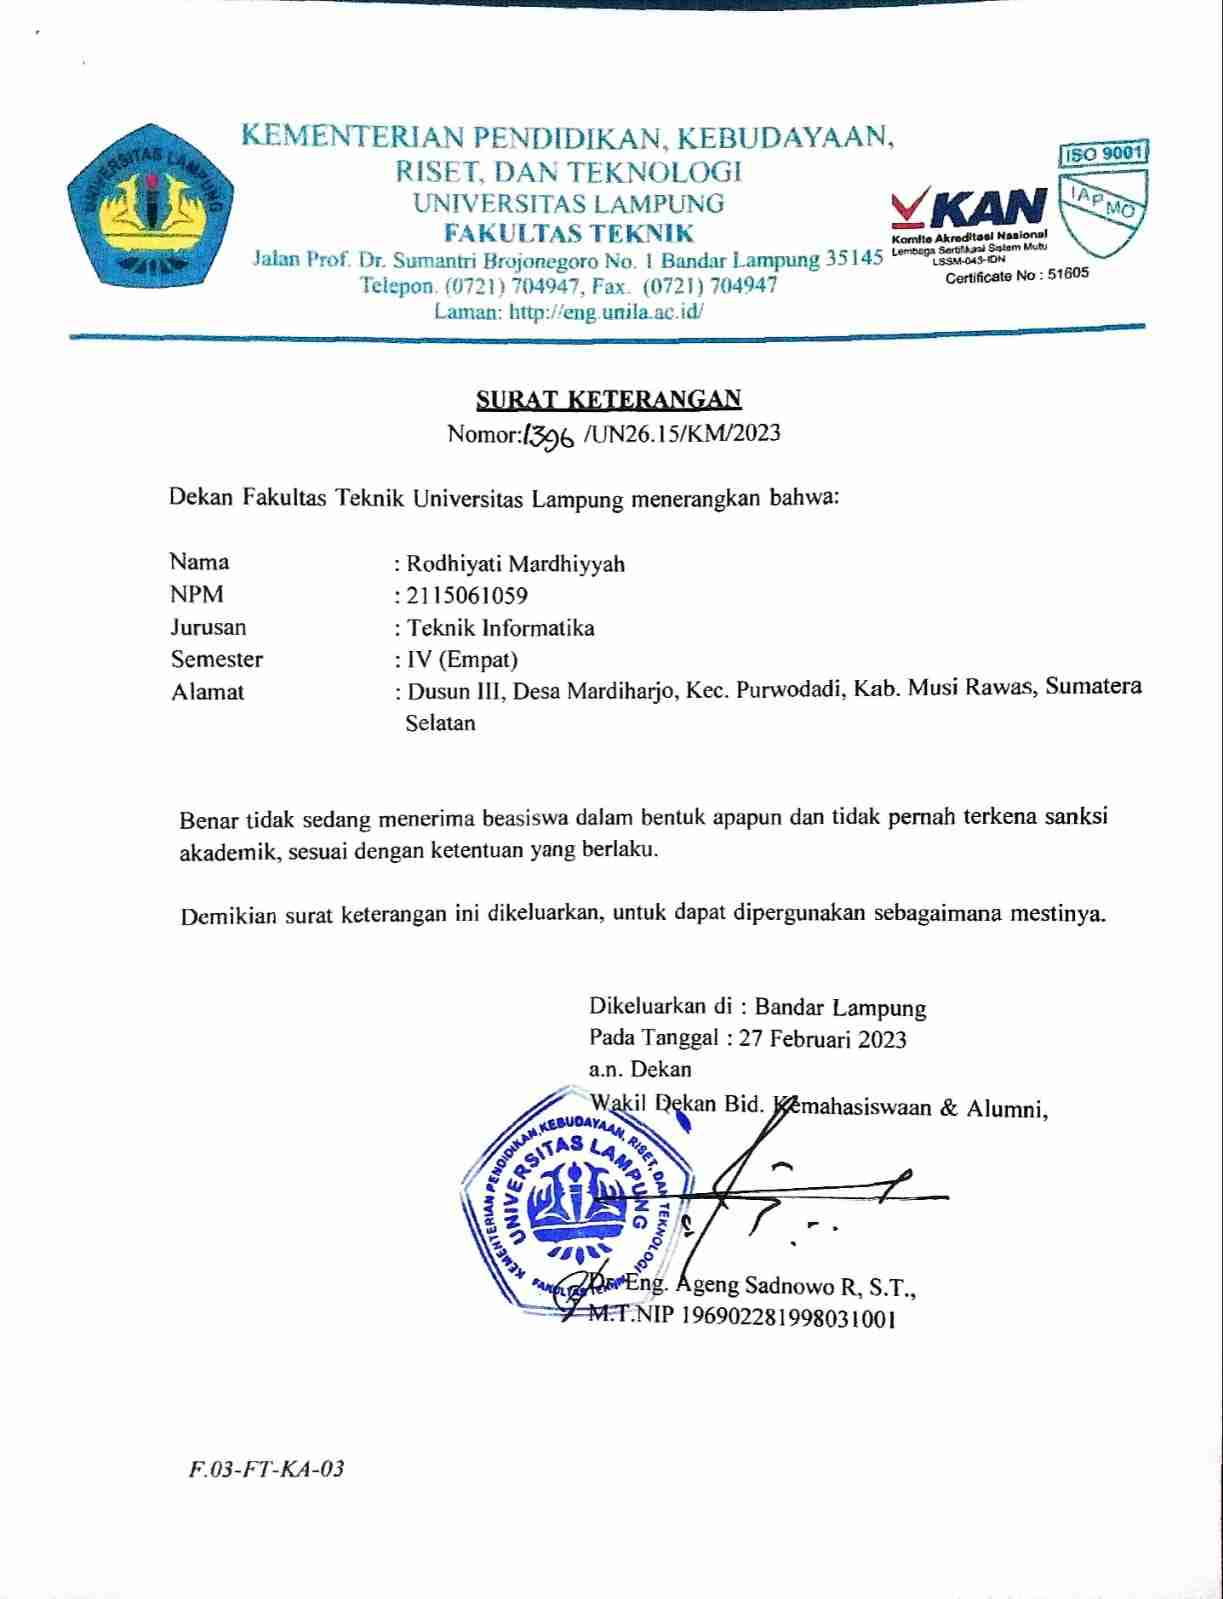 KEMENTERIAN PENDIDIKAN, KEBUDAYAAN,
RISET, DAN TEKNOLOGI
UNIVERSITAS LAMPUNG
FAKULTAS TEKNIK
Jalan Prof. Dr. Sumantri Brojonegoro No. 1 Bandar Lampung 35145
Telepon. (0721) 704947, Fax. (0721) 704947
Laman: http://eng.unila.ac.id/
UNIVERSITAS LAMPUNG
KAN
Komite Akreditasi Nasional
Lembaga Sertifikasi Sistem Mutu
LSSM-043-IDN
Certificate No : 51605
ISO 9001
IAPMO
SURAT KETERANGAN
Nomor:1396 /UN26.15/KM/2023
Dekan Fakultas Teknik Universitas Lampung menerangkan bahwa:
Nama : Rodhiyati Mardhiyyah
NPM : 2115061059
Jurusan : Teknik Informatika
Semester : IV (Empat)
Alamat : Dusun III, Desa Mardiharjo, Kec. Purwodadi, Kab. Musi Rawas, Sumatera
Selatan
Benar tidak sedang menerima beasiswa dalam bentuk apapun dan tidak pernah terkena sanksi
akademik, sesuai dengan ketentuan yang berlaku.
Demikian surat keterangan ini dikeluarkan, untuk dapat dipergunakan sebagaimana mestinya.
Dikeluarkan di : Bandar Lampung
Pada Tanggal : 27 Februari 2023
a.n. Dekan
Wakil Dekan Bid. Kemahasiswaan & Alumni,
KEMENTERIAN PENDIDIKAN, KEBUDAYAAN, RISET, DAN TEKNOLOGI
UNIVERSITAS LAMPUNG
FAKULTAS TEKNIK
Dr. Eng. Ageng Sadnowo R, S.T.,
M.T.NIP 196902281998031001
F.03-FT-KA-03